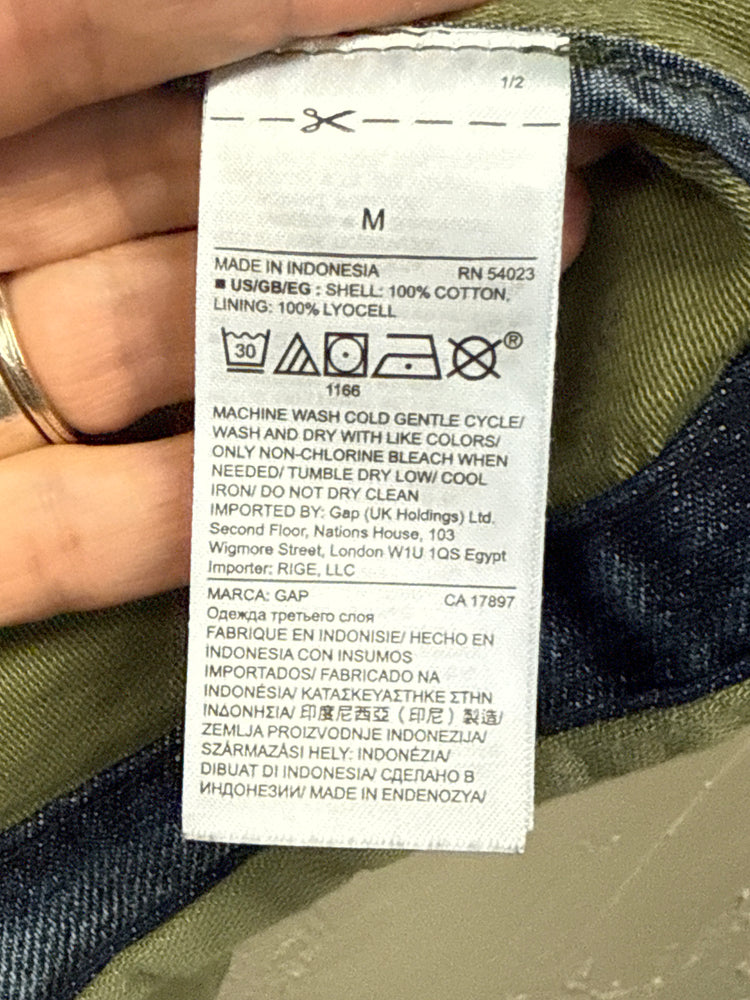 1/2
M
MADE IN INDONESIA RN 54023
■ US/GB/EG : SHELL: 100% COTTON,
LINING: 100% LYOCELL
30 ®
1166
MACHINE WASH COLD GENTLE CYCLE/
WASH AND DRY WITH LIKE COLORS/
ONLY NON-CHLORINE BLEACH WHEN
NEEDED/ TUMBLE DRY LOW/ COOL
IRON/ DO NOT DRY CLEAN
IMPORTED BY: Gap (UK Holdings) Ltd.
Second Floor, Nations House, 103
Wigmore Street, London W1U 1QS Egypt
Importer: RIGE, LLC
MARCA: GAP CA 17897
Одежда третьего слоя
FABRIQUE EN INDONISIE/ HECHO EN
INDONESIA CON INSUMOS
IMPORTADOS/ FABRICADO NA
INDONÉSIA/ ΚΑΤΑΣΚΕΥΑΣΤΗΚΕ ΣΤΗΝ
ΙΝΔΟΝΗΣΙΑ/ 印度尼西亞（印尼）製造/
ZEMLJA PROIZVODNJE INDONEZIJA/
SZÁRMAZÁSI HELY: INDONÉZIA/
DIBUAT DI INDONESIA/ СДЕЛАНО В
ИНДОНЕЗИИ/ MADE IN ENDENOZYA/